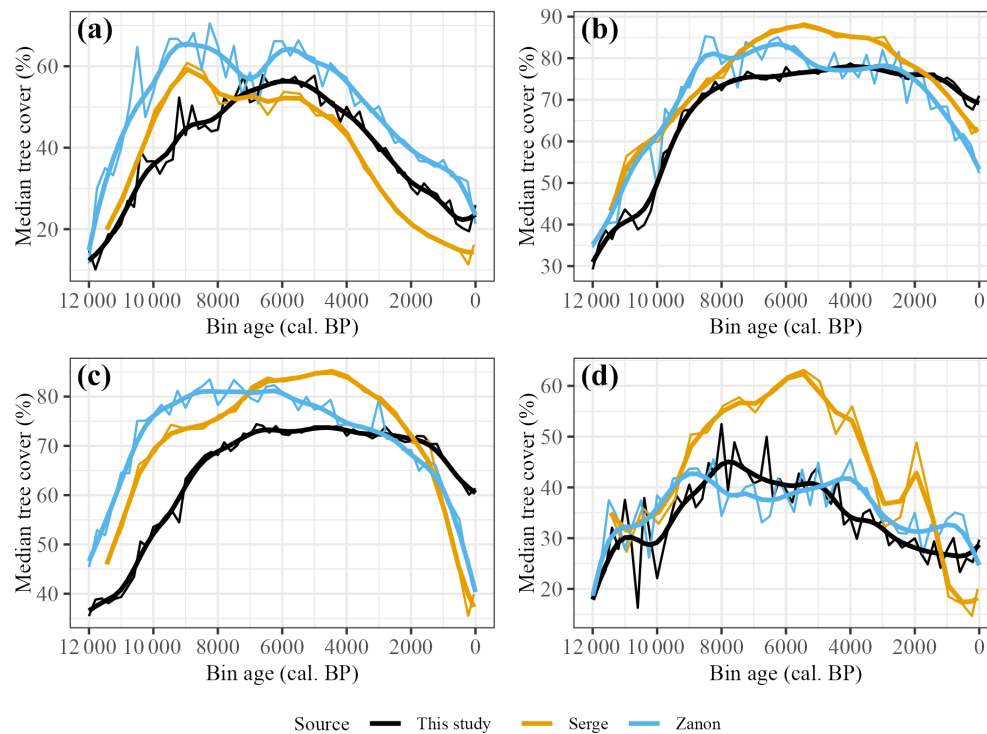 (a)
Median tree cover (%)
60
40
20
12 000 10 000 8000 6000 4000 2000 0
Bin age (cal. BP)
(b)
Median tree cover (%)
90
80
70
60
50
40
30
12 000 10 000 8000 6000 4000 2000 0
Bin age (cal. BP)
(c)
Median tree cover (%)
80
70
60
50
40
12 000 10 000 8000 6000 4000 2000 0
Bin age (cal. BP)
(d)
Median tree cover (%)
60
50
40
30
20
12 000 10 000 8000 6000 4000 2000 0
Bin age (cal. BP)
Source This study Serge Zanon